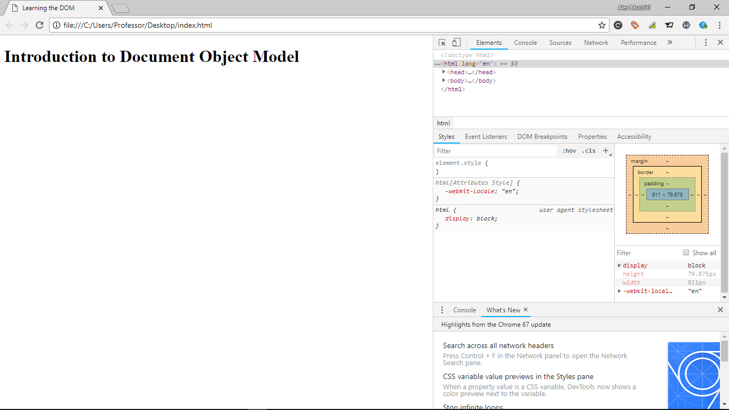 Learning the DOM
file:///C:/Users/Professor/Desktop/index.html
Introduction to Document Object Model
Elements Console Sources Network Performance »
<!doctype html>
…<html lang="en"> == $0
<head>…</head>
<body>…</body>
</html>
html
Styles Event Listeners DOM Breakpoints Properties Accessibility
Filter :hov .cls +
element.style {
}
html[Attributes Style] {
-webkit-locale: "en";
}
html { user agent stylesheet
display: block;
}
margin -
border -
padding -
811 × 79.875
Filter Show all
display block
height 79.875px
width 811px
-webkit-local… "en"
Console What's New
Highlights from the Chrome 67 update
Search across all network headers
Press Control + F in the Network panel to open the Network
Search pane.
CSS variable value previews in the Styles pane
When a property value is a CSS variable, DevTools now shows a
color preview next to the variable.
Stop infinite loops